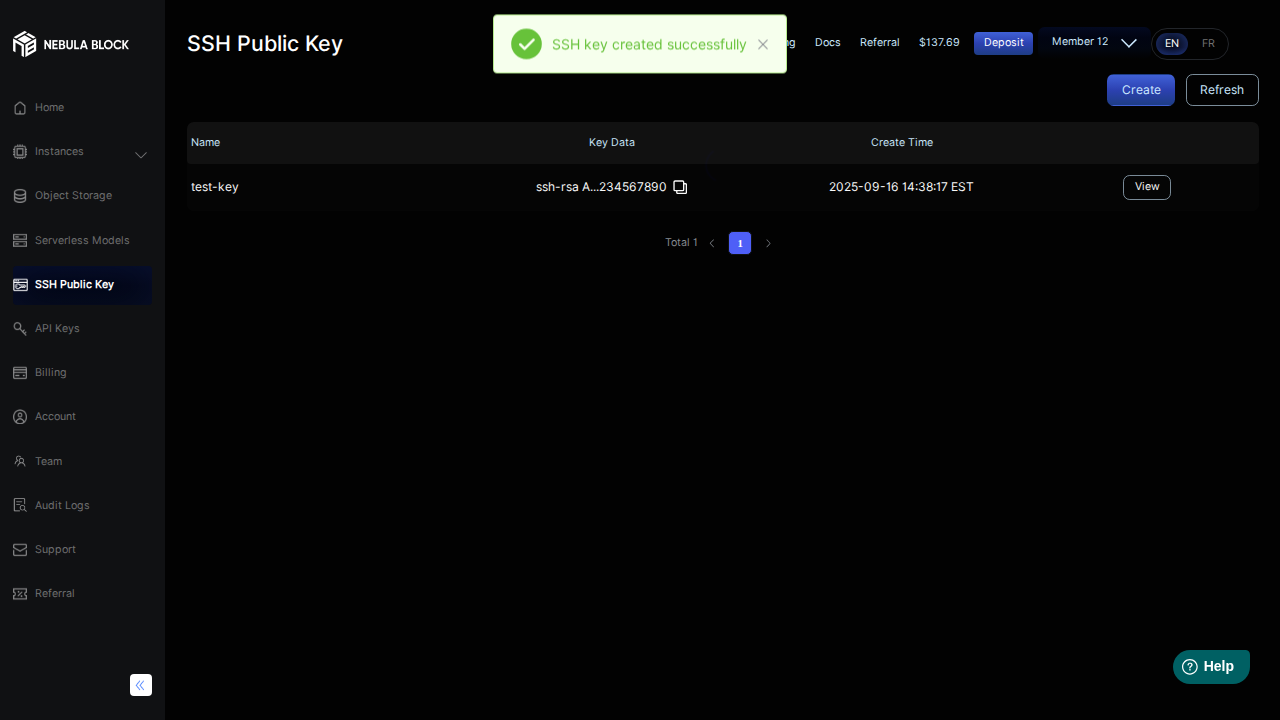 NEBULA BLOCK
SSH Public Key
SSH key created successfully
Docs
Referral
$137.69
Deposit
Member 12
EN
FR
Create
Refresh
Home
Instances
Object Storage
Serverless Models
SSH Public Key
API Keys
Billing
Account
Team
Audit Logs
Support
Referral
Name
Key Data
Create Time
test-key
ssh-rsa A...234567890
2025-09-16 14:38:17 EST
View
Total 1
1
Help